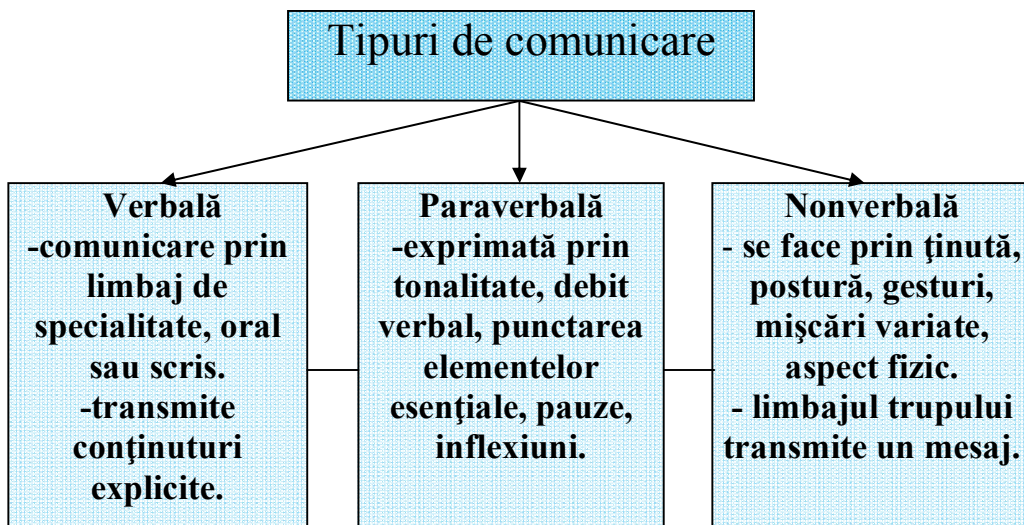 Tipuri de comunicare
Verbală
-comunicare prin
limbaj de
specialitate, oral
sau scris.
-transmite
conţinuturi
explicite.
Paraverbală
-exprimată prin
tonalitate, debit
verbal, punctarea
elementelor
esenţiale, pauze,
inflexiuni.
Nonverbală
- se face prin ţinută,
postură, gesturi,
mişcări variate,
aspect fizic.
- limbajul trupului
transmite un mesaj.